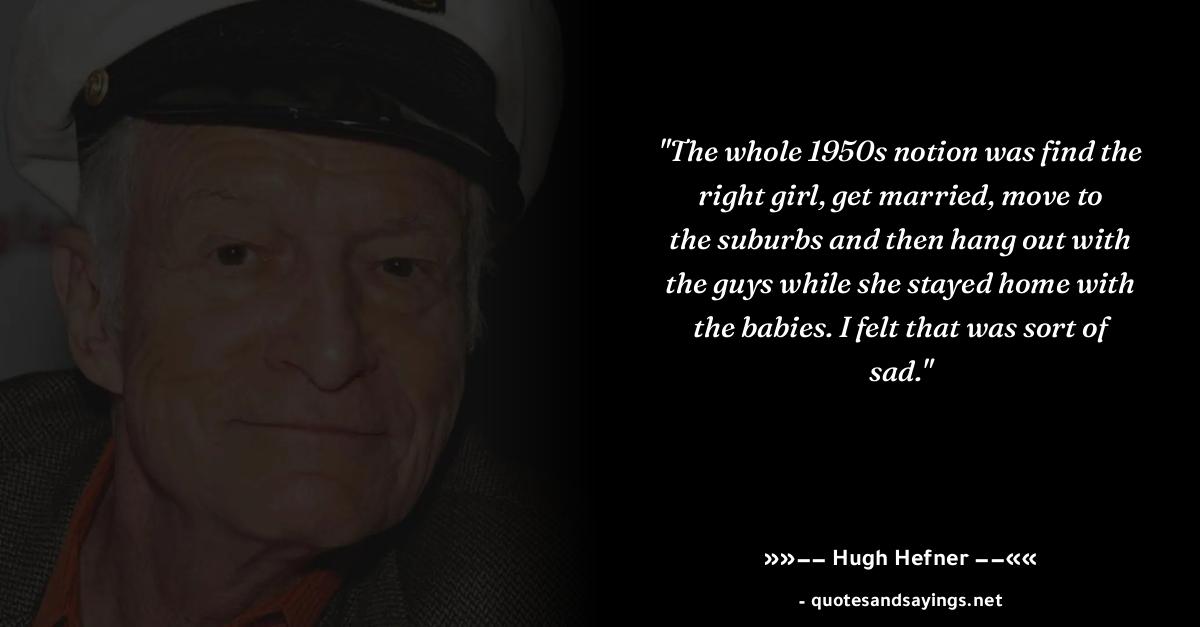 "The whole 1950s notion was find the
right girl, get married, move to
the suburbs and then hang out with
the guys while she stayed home with
the babies. I felt that was sort of
sad."
»»—— Hugh Hefner ——««
- quotesandsayings.net